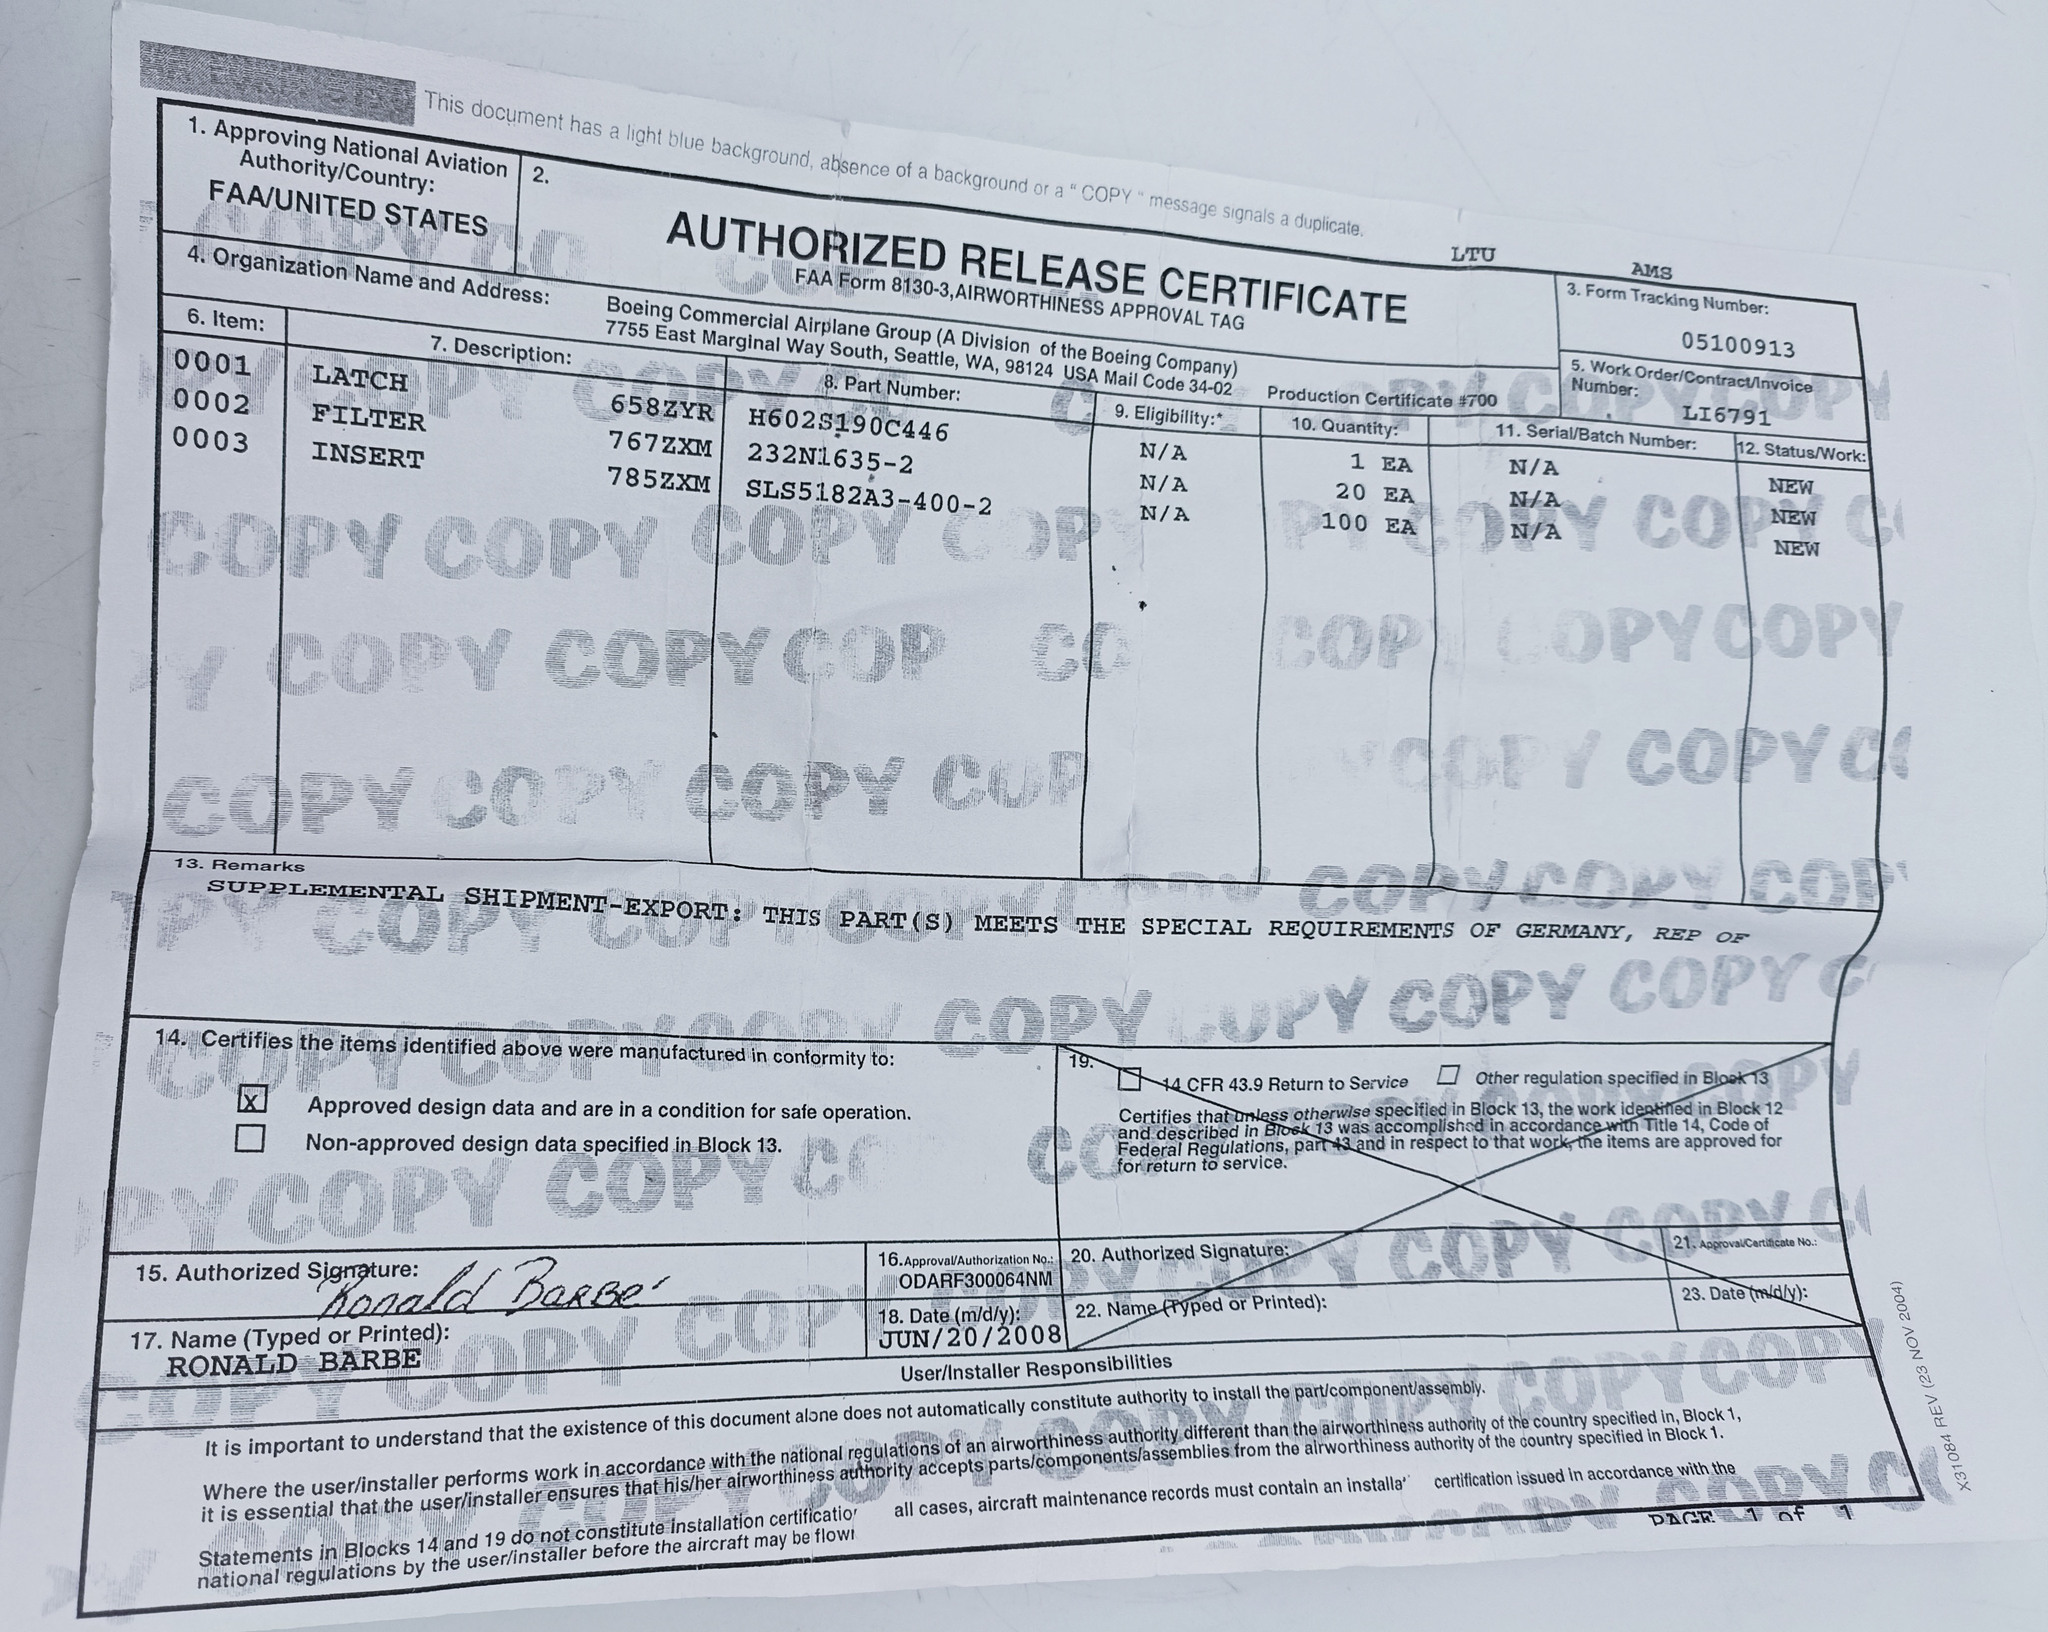 This document has a light blue background, absence of a background or a " COPY " message signals a duplicate.
LTU AMS
1. Approving National Aviation
Authority/Country:
FAA/UNITED STATES
2.
AUTHORIZED RELEASE CERTIFICATE
FAA Form 8130-3,AIRWORTHINESS APPROVAL TAG
3. Form Tracking Number:
05100913
4. Organization Name and Address:
Boeing Commercial Airplane Group (A Division of the Boeing Company)
7755 East Marginal Way South, Seattle, WA, 98124 USA Mail Code 34-02
Production Certificate #700
5. Work Order/Contract/Invoice
Number:
LI6791
6. Item: 7. Description: 8. Part Number: 9. Eligibility:* 10. Quantity: 11. Serial/Batch Number: 12. Status/Work:
0001 LATCH 658ZYR H602S190C446 N/A 1 EA N/A NEW
0002 FILTER 767ZXM 232N1635-2 N/A 20 EA N/A NEW
0003 INSERT 785ZXM SLS5182A3-400-2 N/A 100 EA N/A NEW
13. Remarks
SUPPLEMENTAL SHIPMENT-EXPORT: THIS PART(S) MEETS THE SPECIAL REQUIREMENTS OF GERMANY, REP OF
14. Certifies the items identified above were manufactured in conformity to:
X Approved design data and are in a condition for safe operation.
Non-approved design data specified in Block 13.
19.
14 CFR 43.9 Return to Service Other regulation specified in Block 13
Certifies that unless otherwise specified in Block 13, the work identified in Block 12
and described in Block 13 was accomplished in accordance with Title 14, Code of
Federal Regulations, part 43 and in respect to that work, the items are approved for
for return to service.
15. Authorized Signature:
Ronald Barbe
16.Approval/Authorization No.:
ODARF300064NM
20. Authorized Signature:
21. Approval/Certificate No.:
17. Name (Typed or Printed):
RONALD BARBE
18. Date (m/d/y):
JUN/20/2008
22. Name (Typed or Printed):
23. Date (m/d/y):
User/Installer Responsibilities
It is important to understand that the existence of this document alone does not automatically constitute authority to install the part/component/assembly.
Where the user/installer performs work in accordance with the national regulations of an airworthiness authority different than the airworthiness authority of the country specified in, Block 1,
it is essential that the user/installer ensures that his/her airworthiness authority accepts parts/components/assemblies from the airworthiness authority of the country specified in Block 1.
Statements in Blocks 14 and 19 do not constitute installation all cases, aircraft maintenance records must contain an certification issued in accordance with the
national regulations by the user/installer before the aircraft may be
PAGE 1 of 1
X31084 REV (23 NOV 2004)
COPY